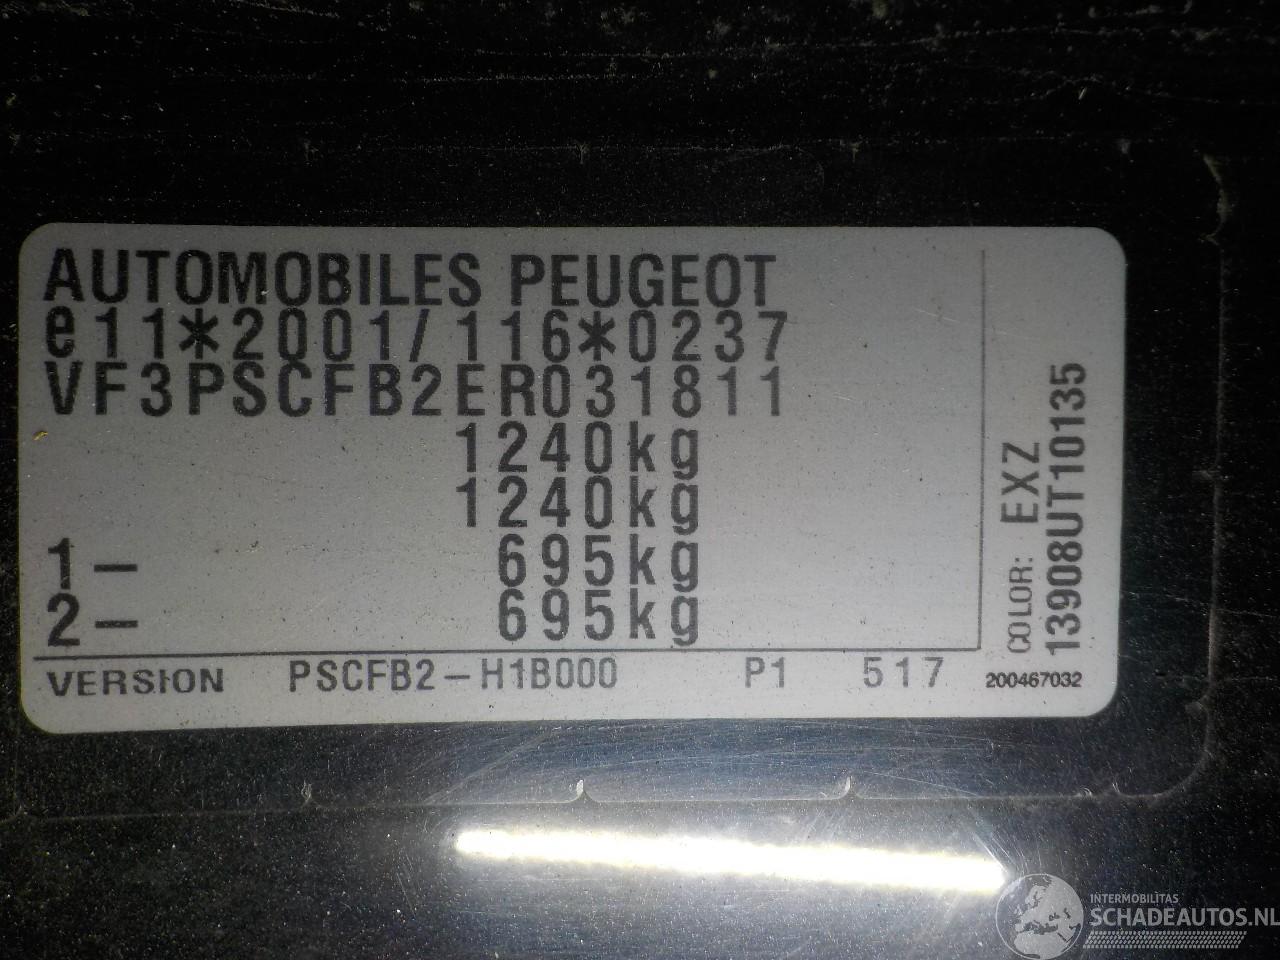 AUTOMOBILES PEUGEOT
e11*2001/116*0237
VF3PSCFB2ER031811
1240kg
1240kg
1- 695kg
2- 695kg
VERSION PSCFB2-H1B000 P1 517
COLOR: EXZ
13908UT10135
200467032
INTERMOBILITAS
SCHADEAUTOS.NL